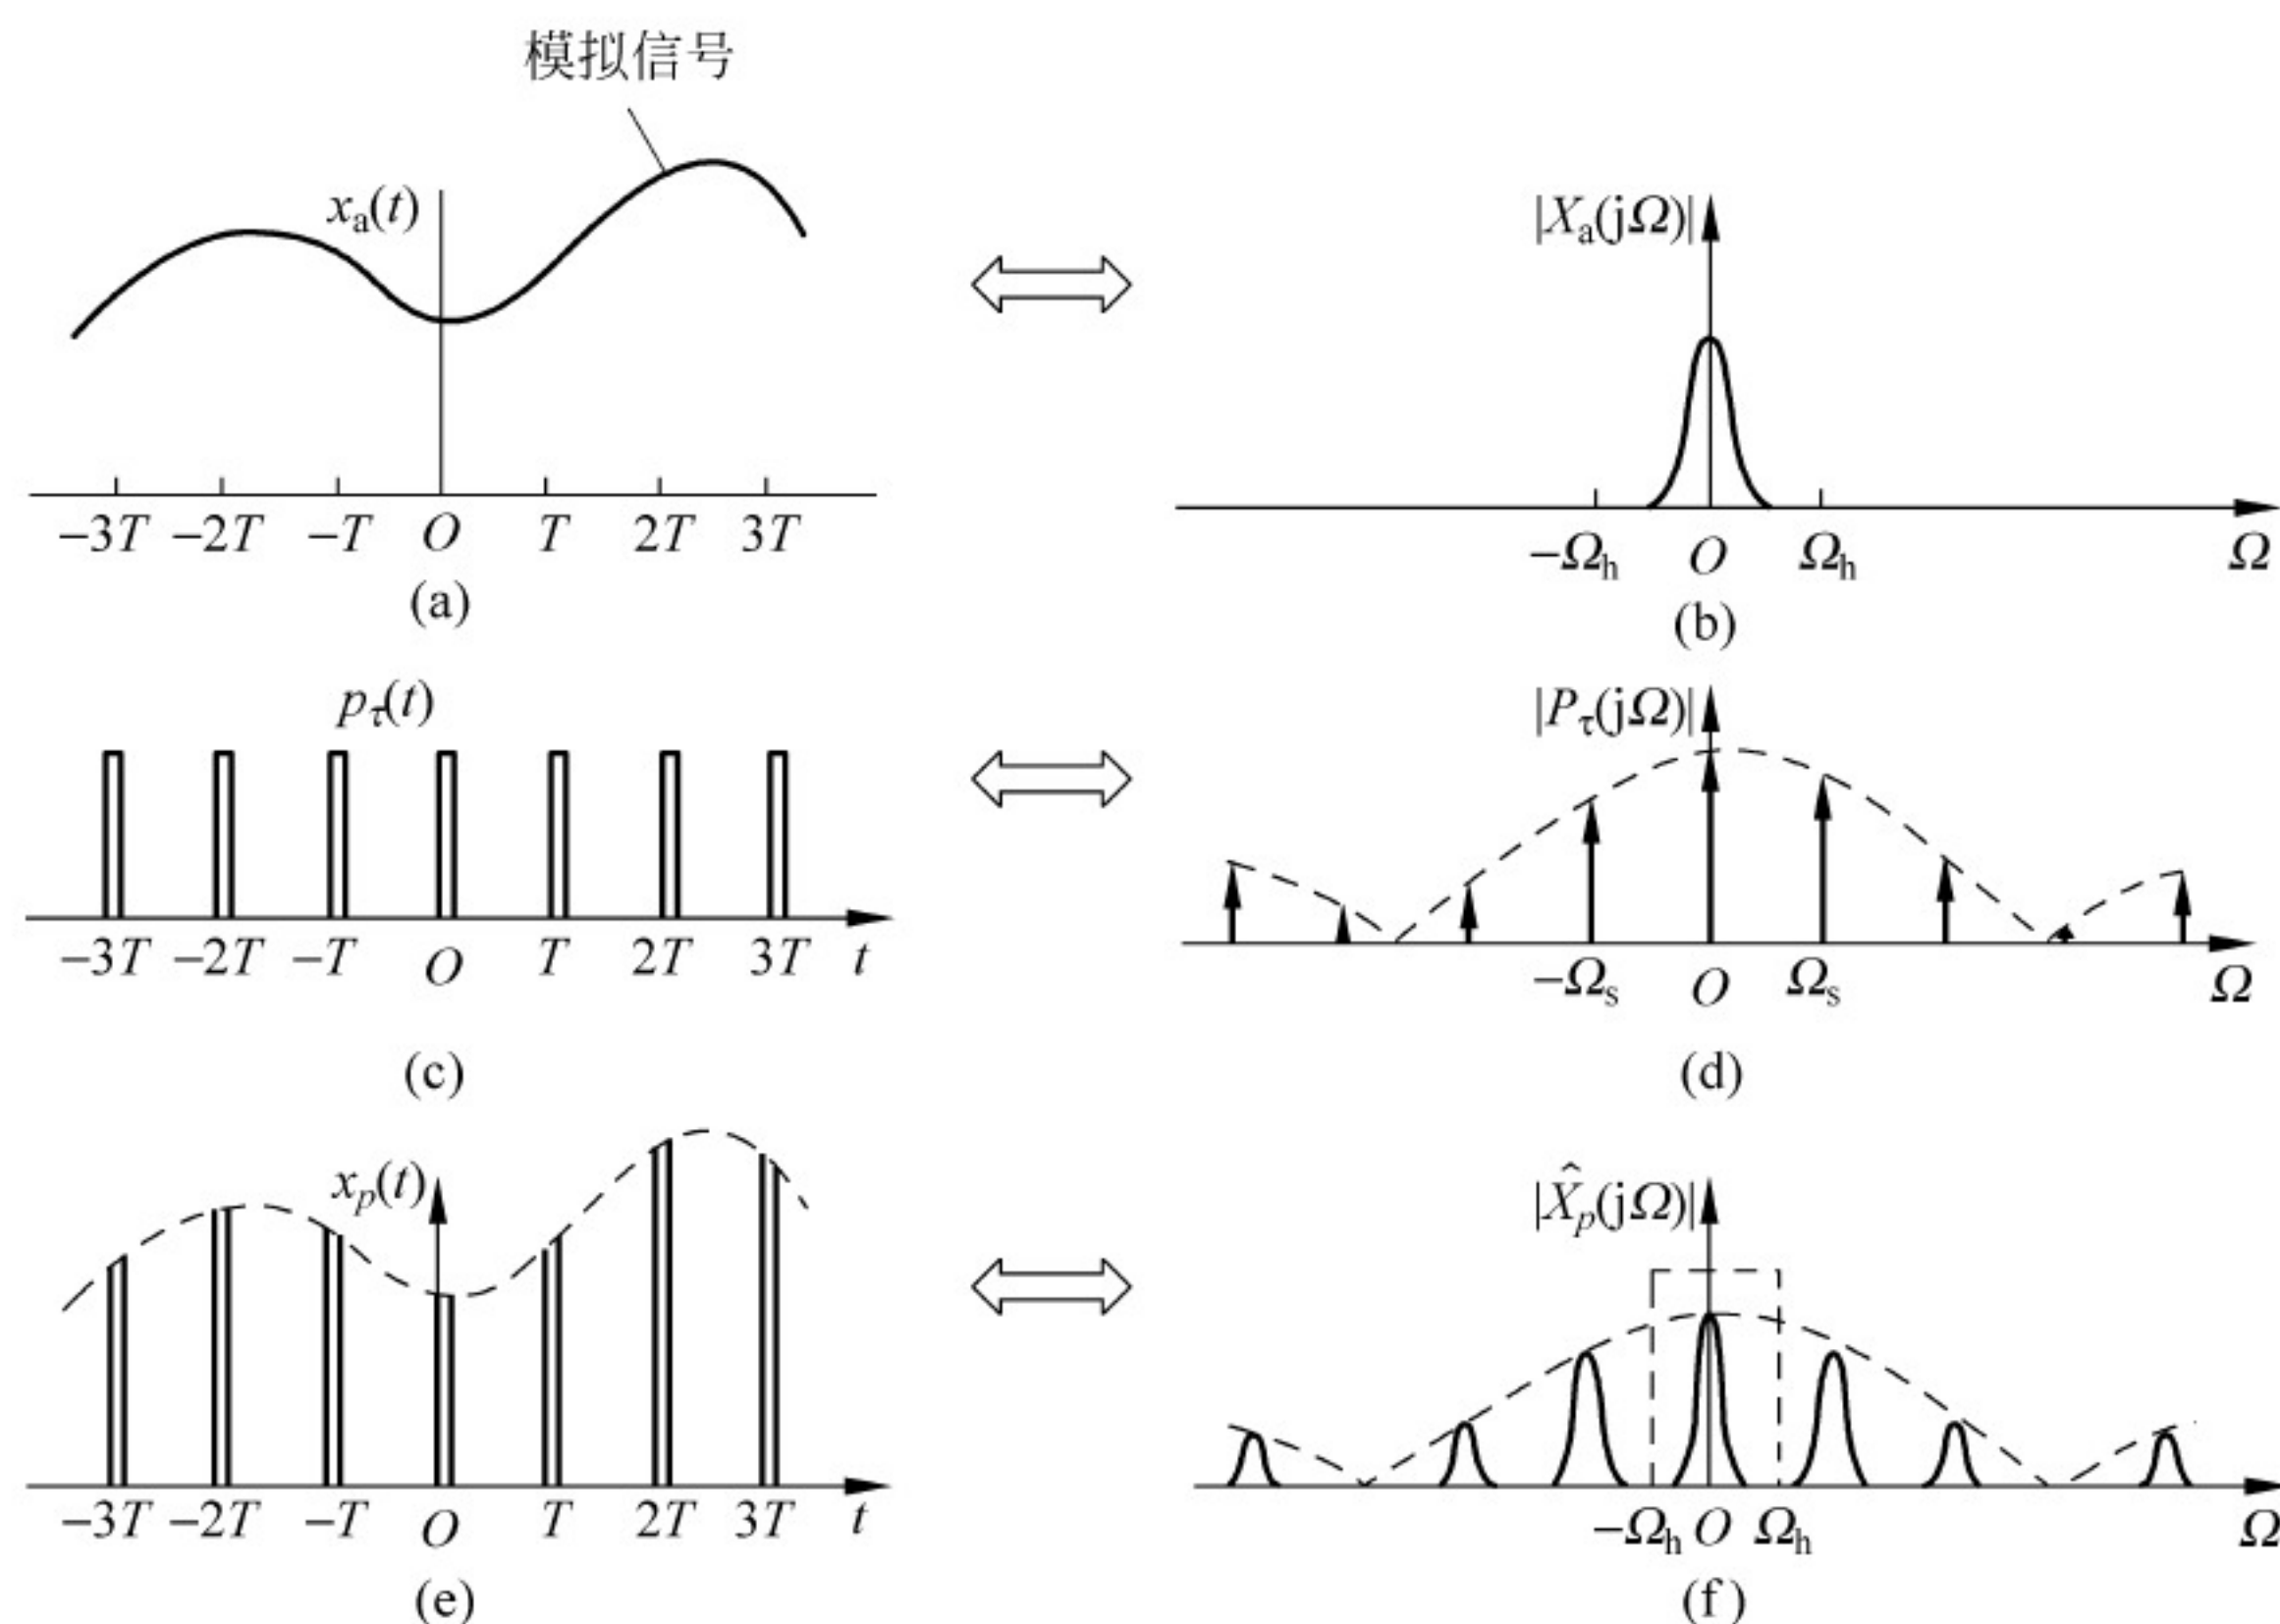 模拟信号
xa(t)
−3T −2T −T O T 2T 3T
(a)
|Xa(jΩ)|
−Ωh O Ωh Ω
(b)
pτ(t)
−3T −2T −T O T 2T 3T t
(c)
|Pτ(jΩ)|
−Ωs O Ωs Ω
(d)
xp(t)
−3T −2T −T O T 2T 3T t
(e)
|X̂p(jΩ)|
−Ωh O Ωh Ω
(f)